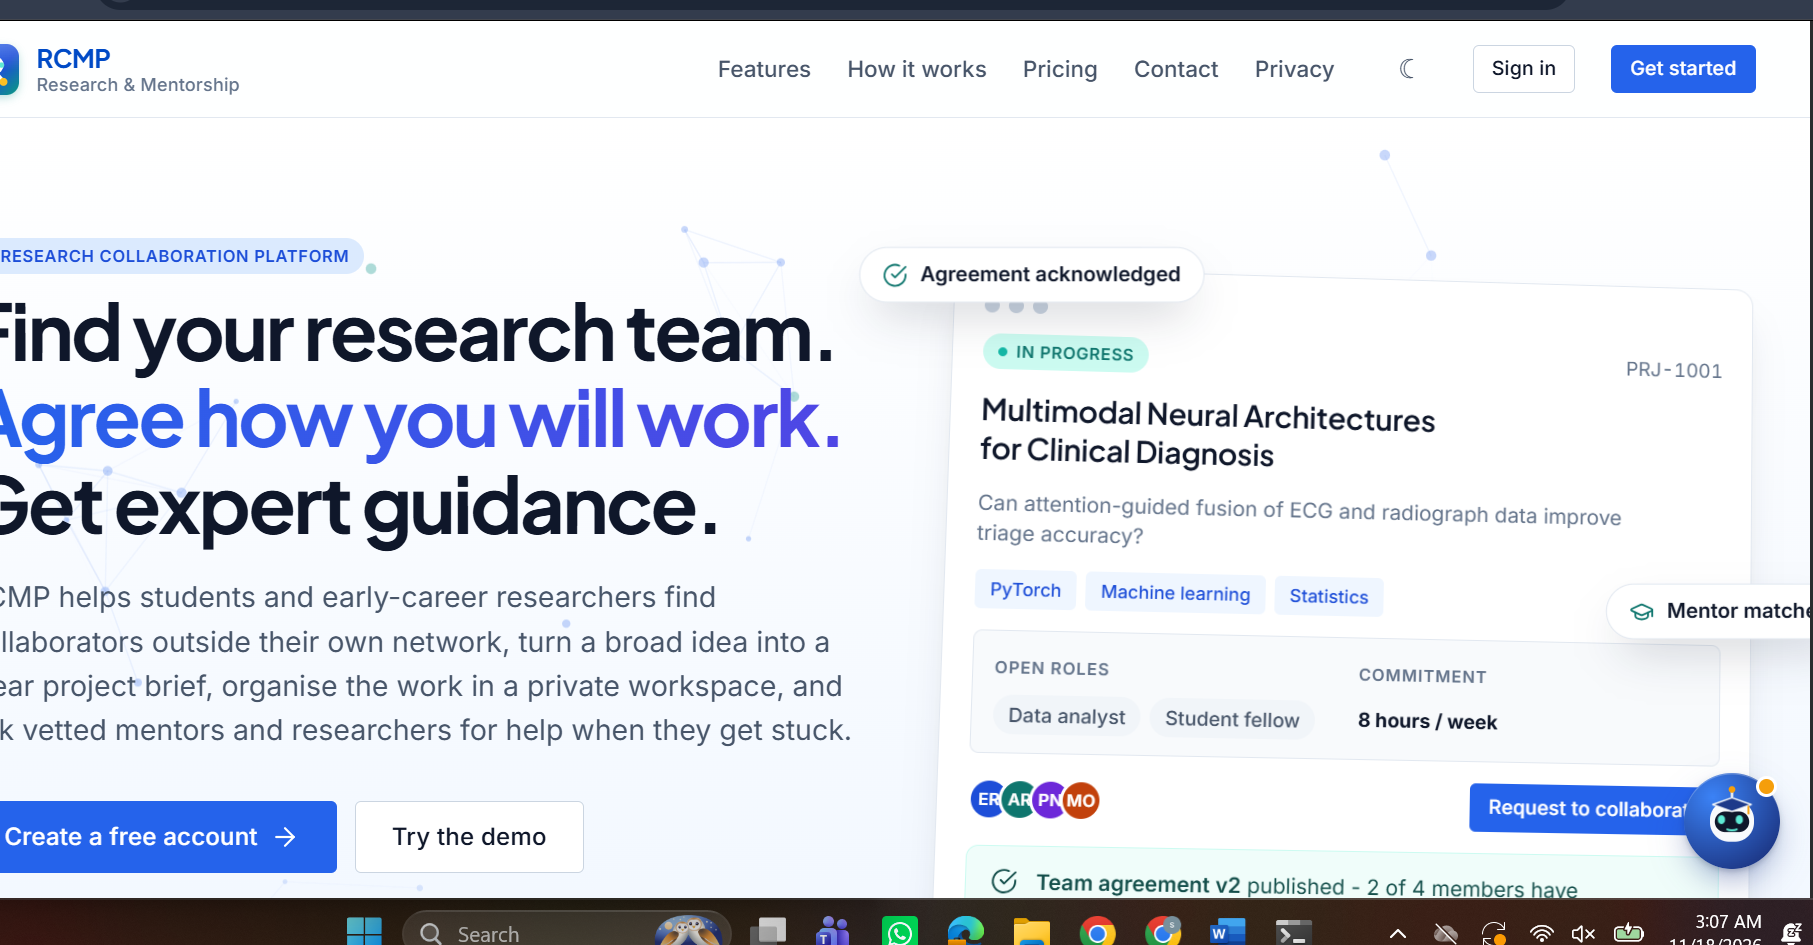 RCMP
Research & Mentorship
Features
How it works
Pricing
Contact
Privacy
Sign in
Get started
RESEARCH COLLABORATION PLATFORM
Find your research team.
Agree how you will work.
Get expert guidance.
CMP helps students and early-career researchers find
llaborators outside their own network, turn a broad idea into a
ear project brief, organise the work in a private workspace, and
k vetted mentors and researchers for help when they get stuck.
Create a free account
Try the demo
Agreement acknowledged
IN PROGRESS
PRJ-1001
Multimodal Neural Architectures
for Clinical Diagnosis
Can attention-guided fusion of ECG and radiograph data improve
triage accuracy?
PyTorch
Machine learning
Statistics
Mentor matche
OPEN ROLES
COMMITMENT
Data analyst
Student fellow
8 hours / week
ER
AR
PN
MO
Request to collaborat
Team agreement v2 published - 2 of 4 members have
Search
3:07 AM